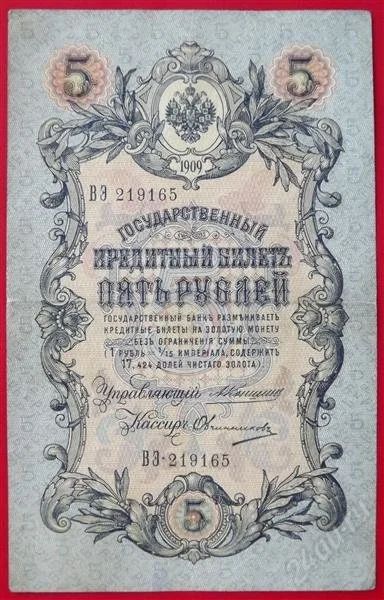 5 5
1909
ВЭ 219165
ГОСУДАРСТВЕННЫЙ
КРЕДИТНЫЙ БИЛЕТЪ
ПЯТЬ РУБЛЕЙ
ГОСУДАРСТВЕННЫЙ БАНКЪ РАЗМѢНИВАЕТЪ
КРЕДИТНЫЕ БИЛЕТЫ НА ЗОЛОТУЮ МОНЕТУ
БЕЗЪ ОГРАНИЧЕНІЯ СУММЫ
(1 РУБЛЬ = 1/15 ИМПЕРІАЛА, СОДЕРЖИТЪ
17,424 ДОЛЕЙ ЧИСТАГО ЗОЛОТА).
Управляющій
Кассиръ Овчинниковъ
ВЭ·219165
5